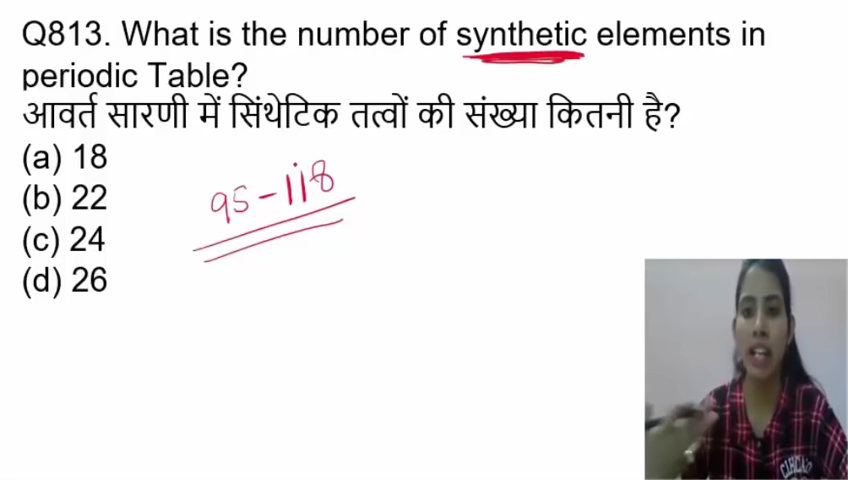 Q813. What is the number of synthetic elements in
periodic Table?
आवर्त सारणी में सिंथेटिक तत्वों की संख्या कितनी है?
(a) 18
(b) 22
(c) 24
(d) 26
95-118